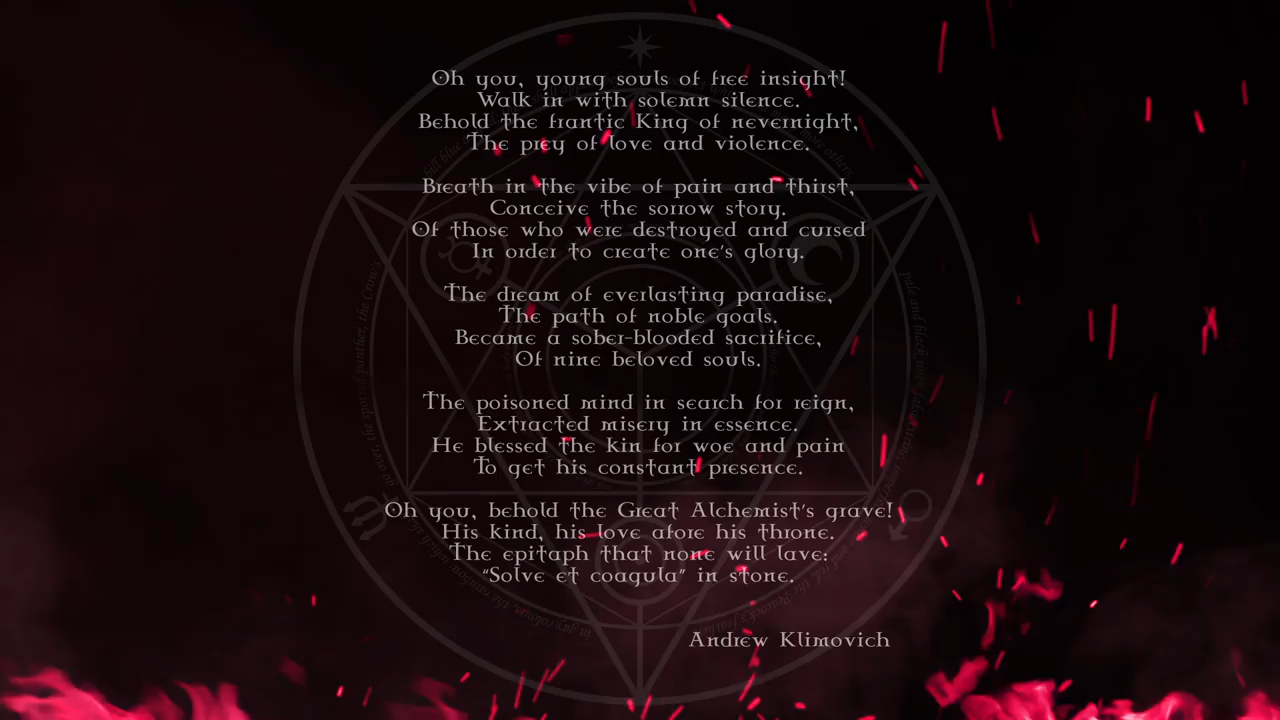 Oh you, young souls of free insight!
Walk in with solemn silence.
Behold the frantic King of nevernight,
The prey of love and violence.
Breath in the vibe of pain and thirst,
Conceive the sorrow story.
Of those who were destroyed and cursed
In order to create one's glory.
The dream of everlasting paradise,
The path of noble goals.
Became a sober-blooded sacrifice,
Of nine beloved souls.
The poisoned mind in search for reign,
Extracted misery in essence.
He blessed the kin for woe and pain
To get his constant presence.
Oh you, behold the Great Alchemist's grave!
His kind, his love afore his throne.
The epitaph that none will lave:
“Solve et coagula” in stone.
Andrew Klimovich